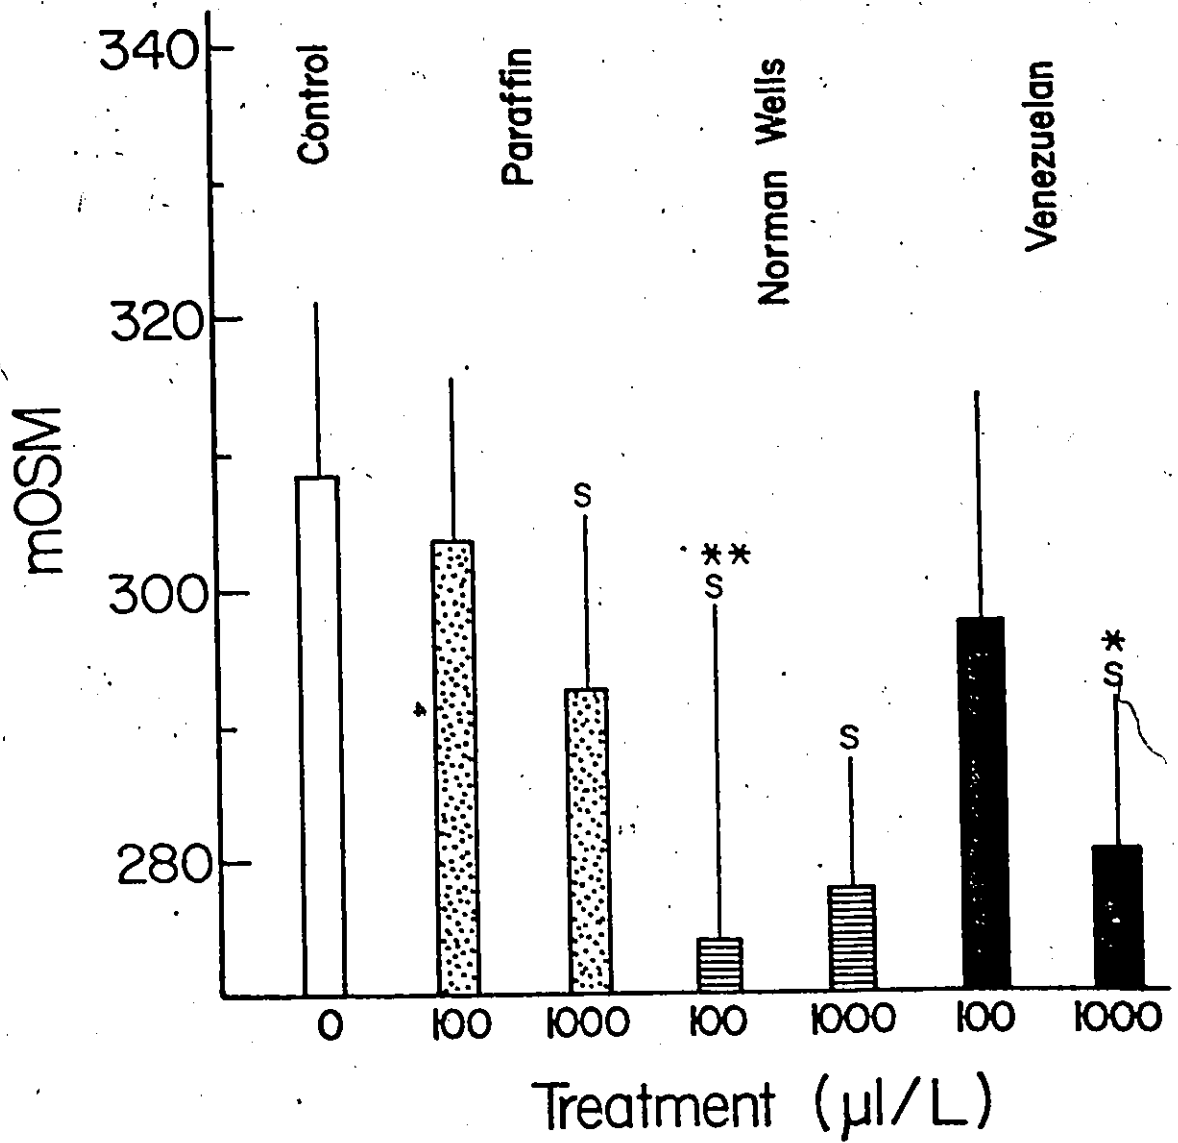 340
320
300
280
mOSM
Control
Paraffin
Norman Wells
Venezuelan
S
**
S
S
*
S
0 100 1000 100 1000 100 1000
Treatment (µl/L)